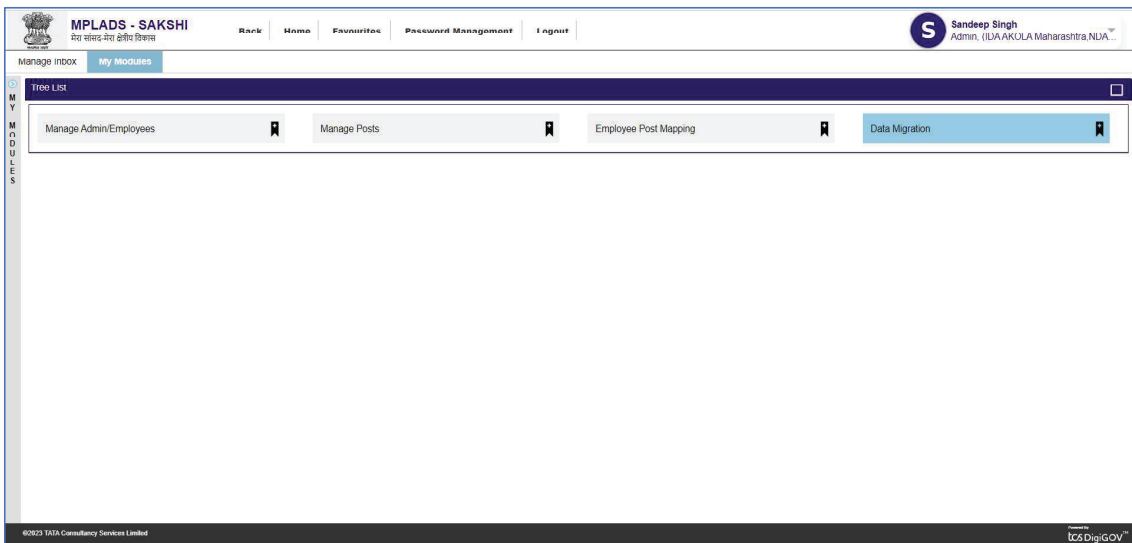 MPLADS - SAKSHI
मेरा सांसद-मेरा क्षेत्रीय विकास
Back Home Favourites Password Management Logout
S
Sandeep Singh
Admin, (IDA AKOLA Maharashtra,NDA...
Manage Inbox My Modules
MY MODULES
Tree List
Manage Admin/Employees Manage Posts Employee Post Mapping Data Migration
©2023 TATA Consultancy Services Limited
Powered By
tcs DigiGOV™